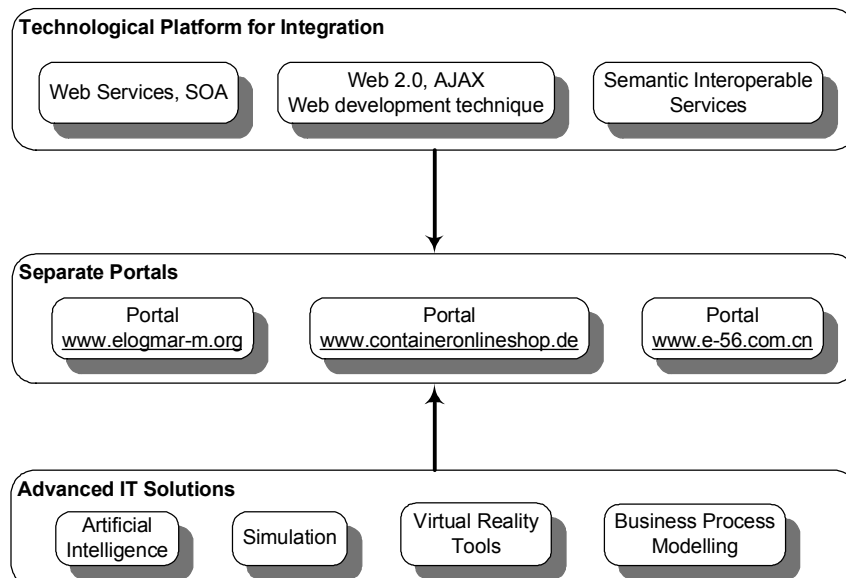 Technological Platform for Integration
Web Services, SOA
Web 2.0, AJAX
Web development technique
Semantic Interoperable
Services
Separate Portals
Portal
www.elogmar-m.org
Portal
www.containeronlineshop.de
Portal
www.e-56.com.cn
Advanced IT Solutions
Artificial
Intelligence
Simulation
Virtual Reality
Tools
Business Process
Modelling